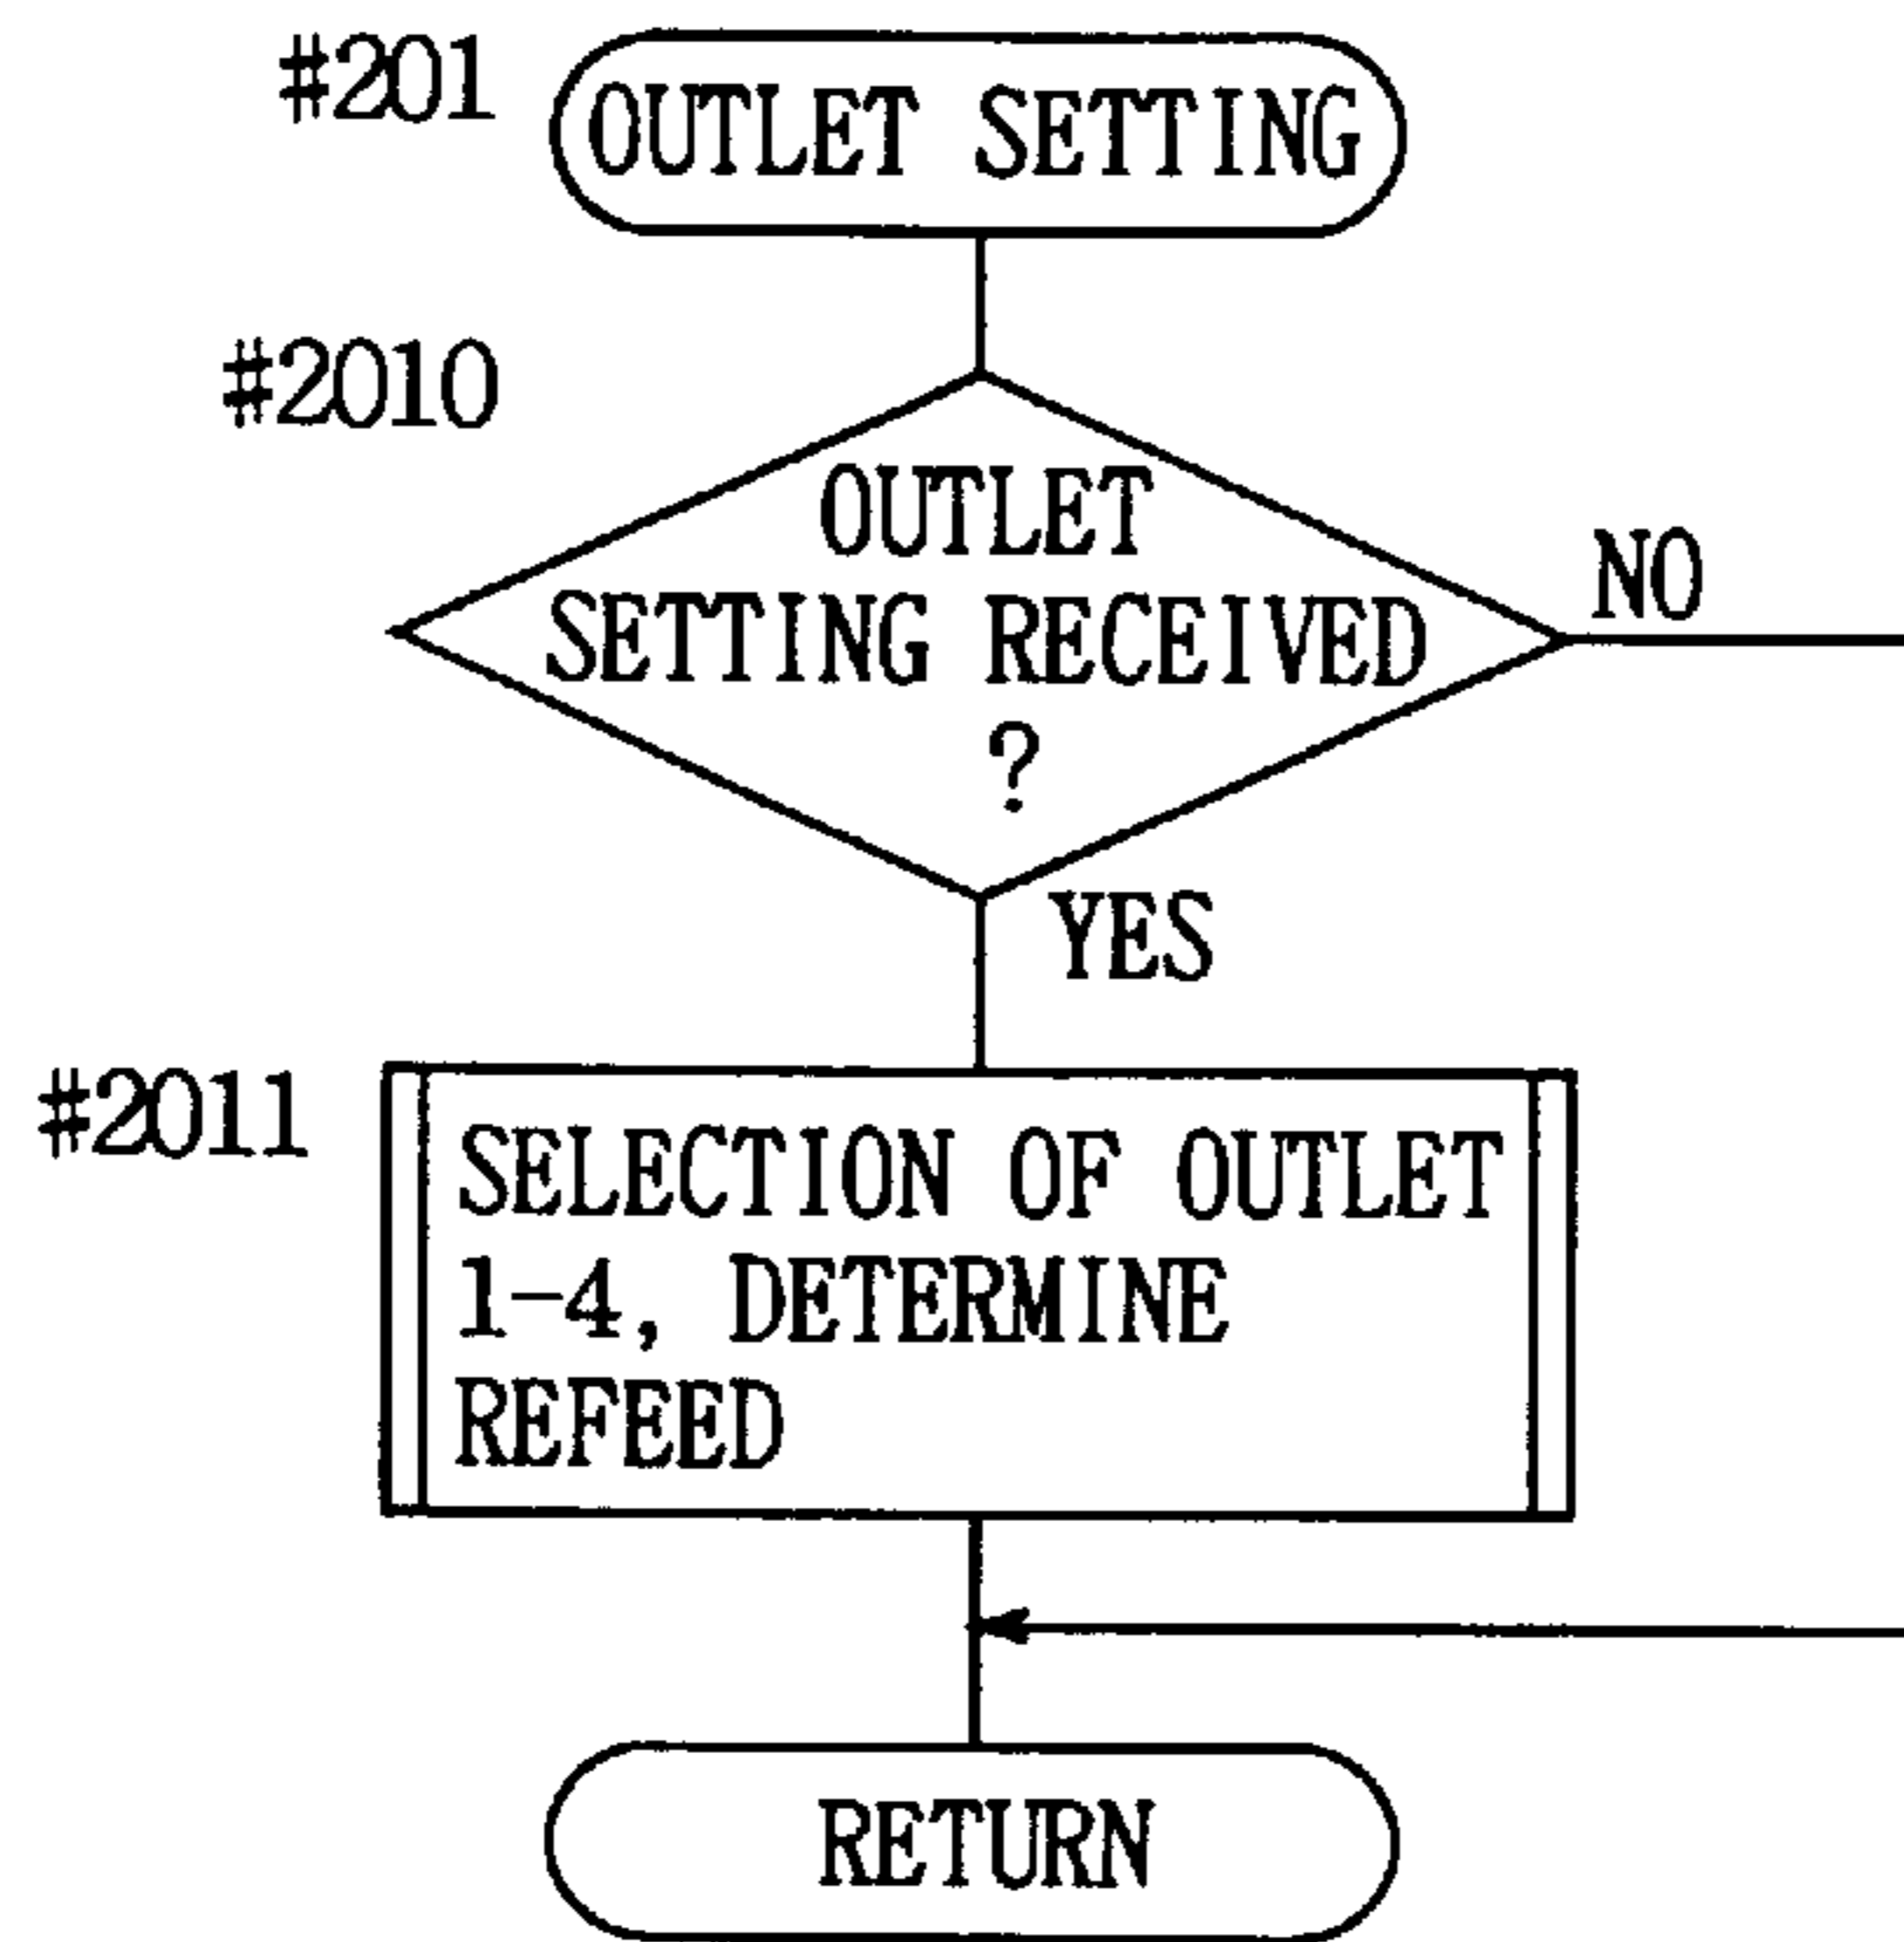 #201
OUTLET SETTING
#2010
OUTLET
SETTING RECEIVED
?
NO
YES
#2011
SELECTION OF OUTLET
1-4, DETERMINE
REFEED
RETURN